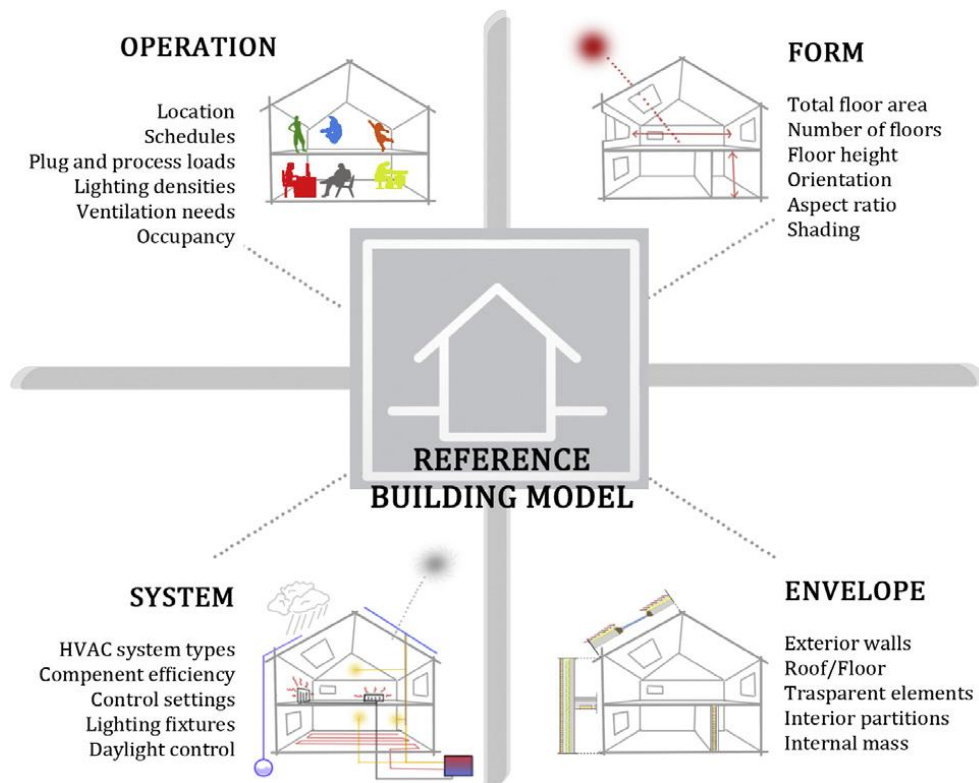 OPERATION
Location
Schedules
Plug and process loads
Lighting densities
Ventilation needs
Occupancy
FORM
Total floor area
Number of floors
Floor height
Orientation
Aspect ratio
Shading
REFERENCE
BUILDING MODEL
SYSTEM
HVAC system types
Compenent efficiency
Control settings
Lighting fixtures
Daylight control
ENVELOPE
Exterior walls
Roof/Floor
Trasparent elements
Interior partitions
Internal mass